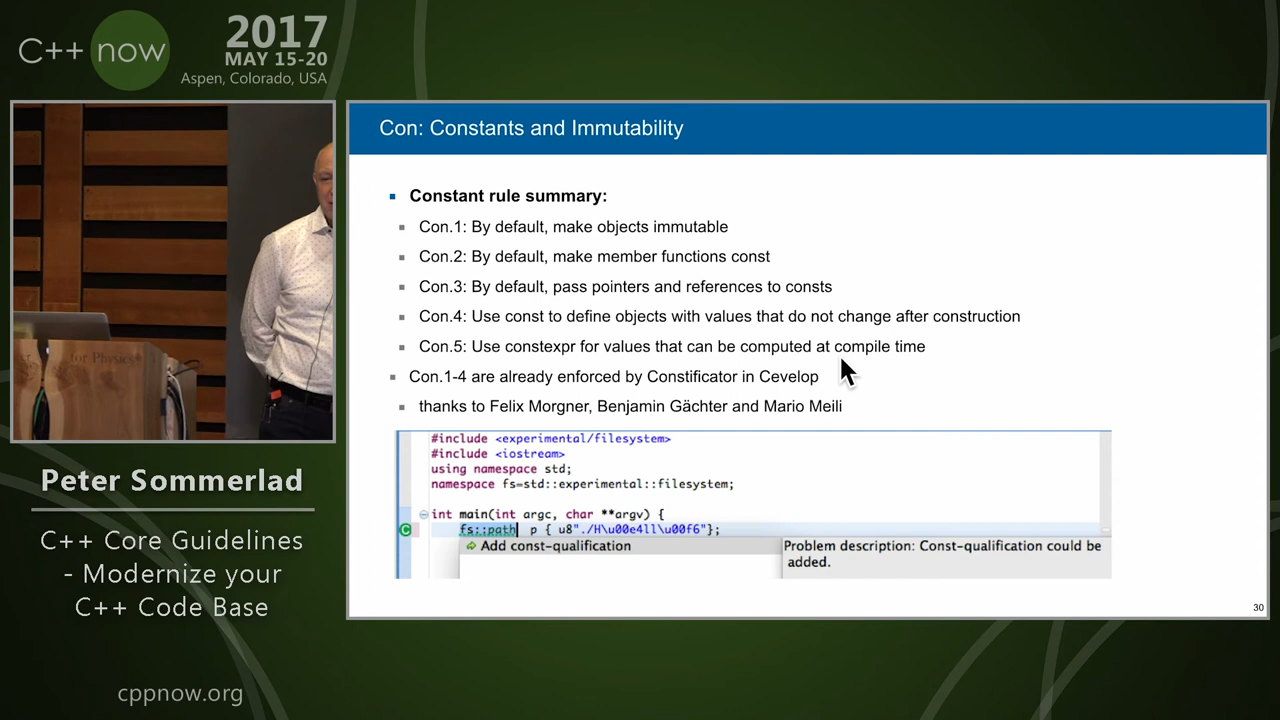 C++ now
2017
MAY 15-20
Aspen, Colorado, USA
Con: Constants and Immutability
Constant rule summary:
Con.1: By default, make objects immutable
Con.2: By default, make member functions const
Con.3: By default, pass pointers and references to consts
Con.4: Use const to define objects with values that do not change after construction
Con.5: Use constexpr for values that can be computed at compile time
Con.1-4 are already enforced by Constificator in Cevelop
thanks to Felix Morgner, Benjamin Gächter and Mario Meili
#include <experimental/filesystem>
#include <iostream>
using namespace std;
namespace fs=std::experimental::filesystem;
int main(int argc, char **argv) {
fs::path p { u8"./H\u00e4ll\u00f6"};
Add const-qualification
Problem description: Const-qualification could be
added.
30
tor Physics
Peter Sommerlad
C++ Core Guidelines
- Modernize your
C++ Code Base
cppnow.org